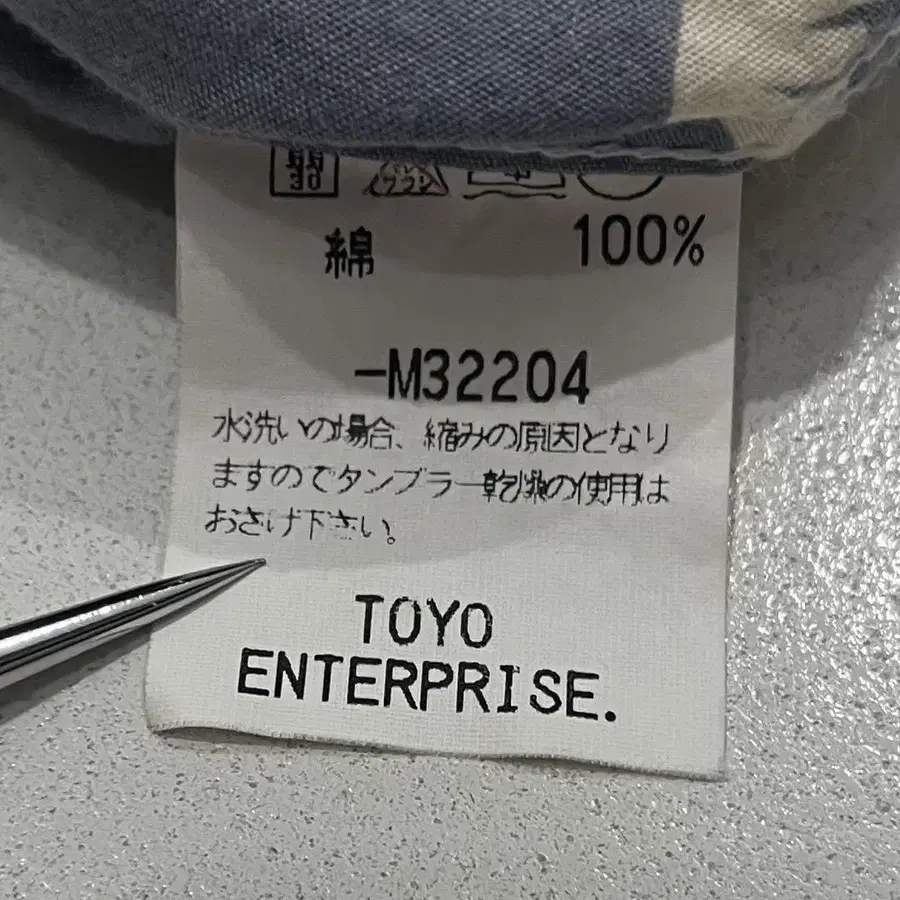 綿 100%
-M32204
水洗いの場合、縮みの原因となり
ますのでタンブラー乾燥の使用は
おさけ下さい。
TOYO
ENTERPRISE.